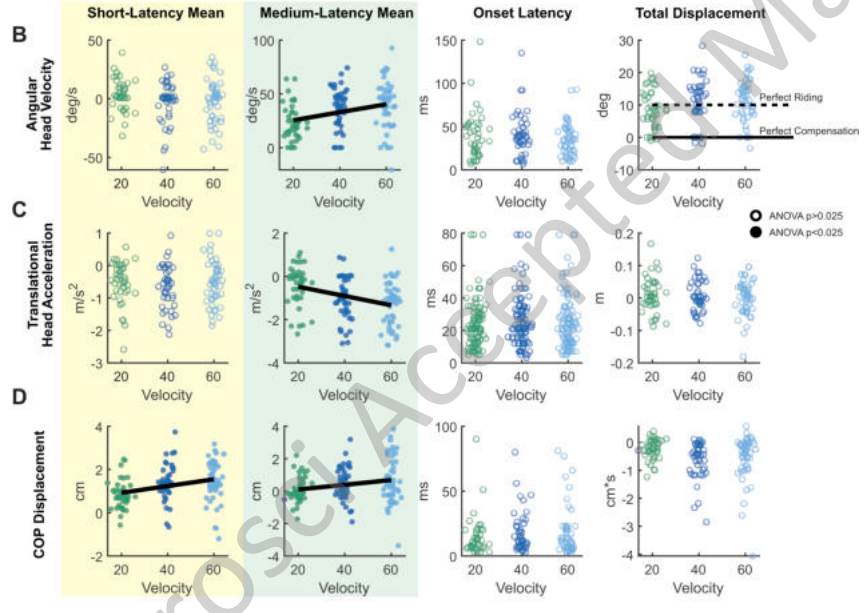 Short-Latency Mean Medium-Latency Mean Onset Latency Total Displacement
B
Angular
Head Velocity
deg/s
50
0
-50
20 40 60
Velocity
deg/s
100
50
0
20 40 60
Velocity
ms
150
100
50
0
20 40 60
Velocity
deg
30
20
10
0
-10
Perfect Riding
Perfect Compensation
20 40 60
Velocity
ANOVA p>0.025
ANOVA p<0.025
C
Translational
Head Acceleration
m/s²
1
0
-1
-2
-3
20 40 60
Velocity
m/s²
2
0
-2
-4
20 40 60
Velocity
ms
80
60
40
20
0
20 40 60
Velocity
m
0.2
0.1
0
-0.1
-0.2
20 40 60
Velocity
D
COP Displacement
cm
4
2
0
-2
20 40 60
Velocity
cm
4
2
0
-2
-4
20 40 60
Velocity
ms
100
50
0
20 40 60
Velocity
cm*s
0
-1
-2
-3
-4
20 40 60
Velocity
rosci Accepted Ma